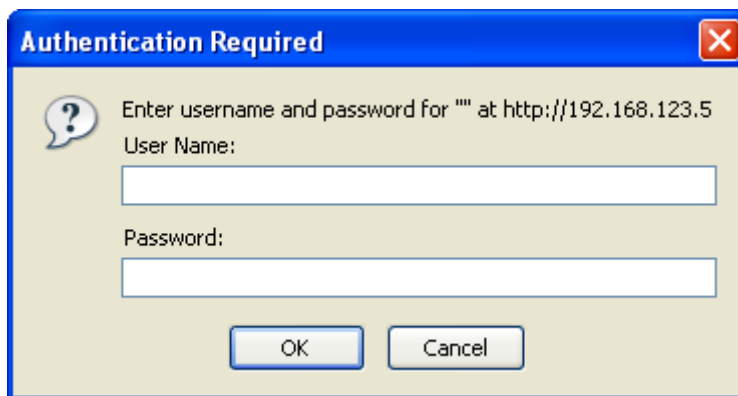 Authentication Required
Enter username and password for "" at http://192.168.123.5
User Name:
Password:
OK
Cancel